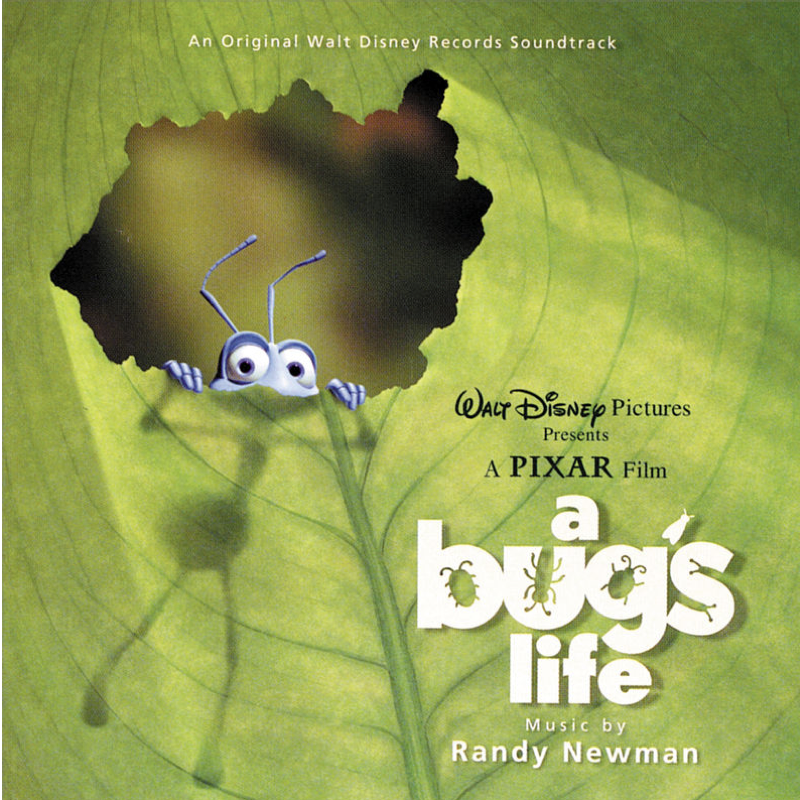 An Original Walt Disney Records Soundtrack
WALT DISNEY Pictures
Presents
A PIXAR Film
a
bug's
life
Music by
Randy Newman